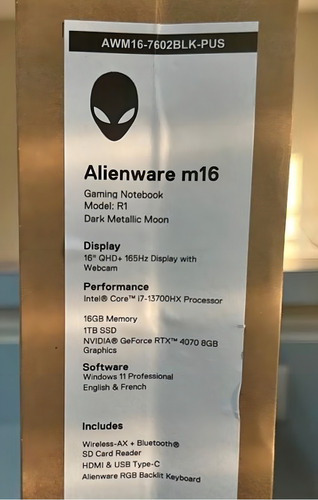 AWM16-7602BLK-PUS
Alienware m16
Gaming Notebook
Model: R1
Dark Metallic Moon
Display
16" QHD+ 165Hz Display with
Webcam
Performance
Intel® Core™ i7-13700HX Processor
16GB Memory
1TB SSD
NVIDIA® GeForce RTX™ 4070 8GB
Graphics
Software
Windows 11 Professional
English & French
Includes
Wireless-AX + Bluetooth®
SD Card Reader
HDMI & USB Type-C
Alienware RGB Backlit Keyboard